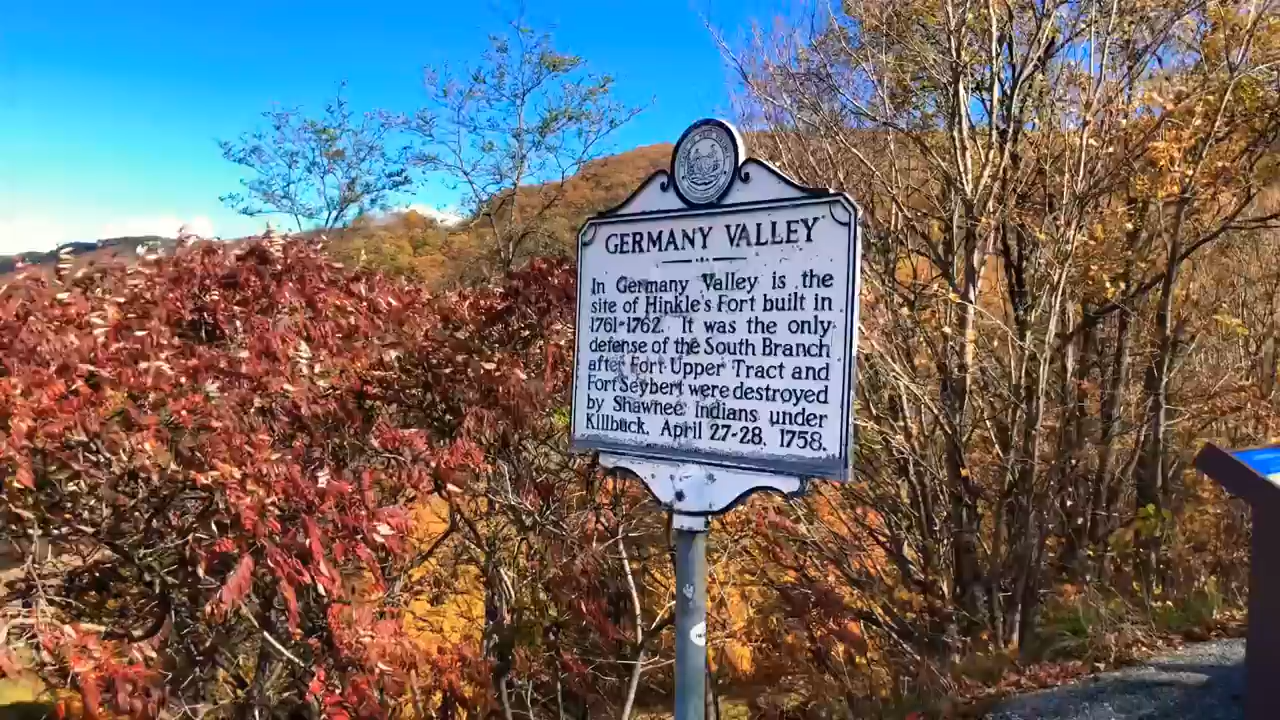 GERMANY VALLEY
In Germany Valley is the
site of Hinkle's Fort built in
1761-1762. It was the only
defense of the South Branch
after Fort Upper Tract and
Fort Seybert were destroyed
by Shawnee Indians under
Killbuck, April 27-28, 1758.